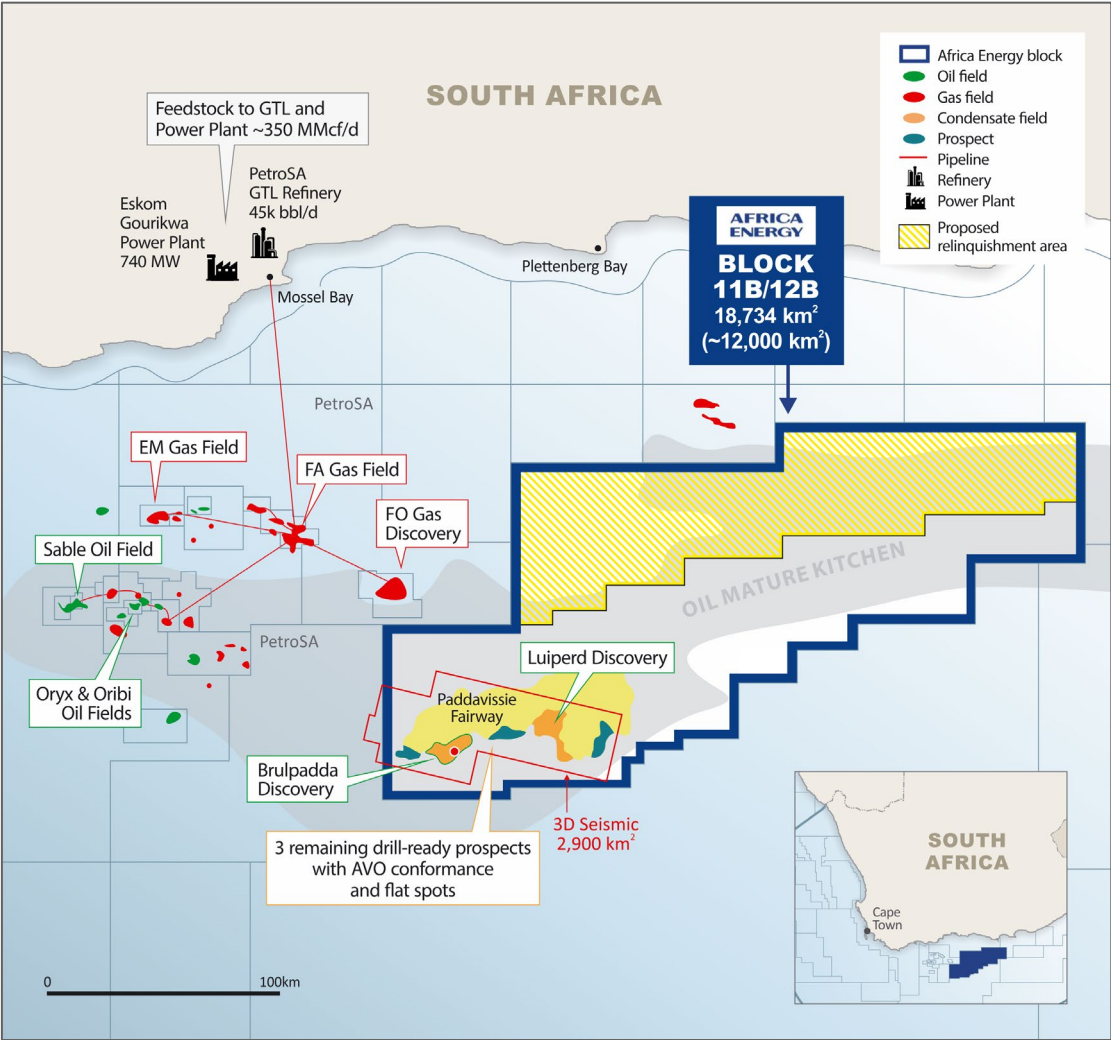 SOUTH AFRICA
Africa Energy block
Oil field
Gas field
Condensate field
Prospect
Pipeline
Refinery
Power Plant
Proposed
relinquishment area
Feedstock to GTL and
Power Plant ~350 MMcf/d
PetroSA
GTL Refinery
45k bbl/d
Eskom
Gourikwa
Power Plant
740 MW
Mossel Bay
Plettenberg Bay
AFRICA
ENERGY
BLOCK
11B/12B
18,734 km²
(~12,000 km²)
PetroSA
EM Gas Field
FA Gas Field
FO Gas
Discovery
Sable Oil Field
OIL MATURE KITCHEN
PetroSA
Oryx & Oribi
Oil Fields
Luiperd Discovery
Paddavissie
Fairway
Brulpadda
Discovery
3D Seismic
2,900 km²
3 remaining drill-ready prospects
with AVO conformance
and flat spots
SOUTH
AFRICA
Cape
Town
0 100km